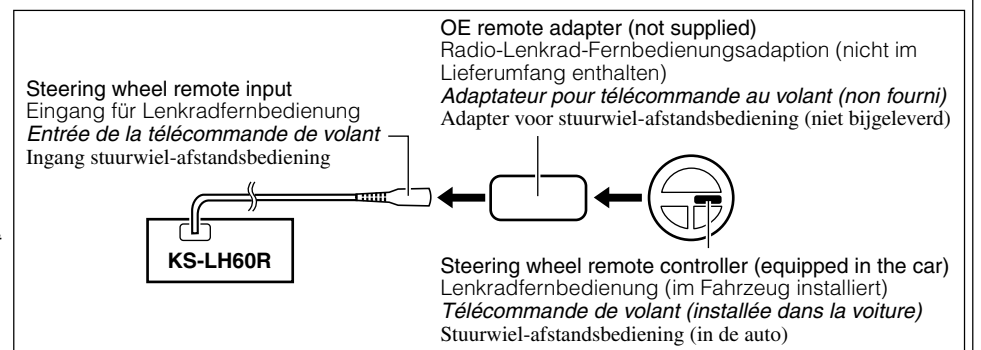 OE remote adapter (not supplied)
Radio-Lenkrad-Fernbedienungsadaption (nicht im
Lieferumfang enthalten)
Adaptateur pour télécommande au volant (non fourni)
Adapter voor stuurwiel-afstandsbediening (niet bijgeleverd)
Steering wheel remote input
Eingang für Lenkradfernbedienung
Entrée de la télécommande de volant
Ingang stuurwiel-afstandsbediening
KS-LH60R
Steering wheel remote controller (equipped in the car)
Lenkradfernbedienung (im Fahrzeug installiert)
Télécommande de volant (installée dans la voiture)
Stuurwiel-afstandsbediening (in de auto)